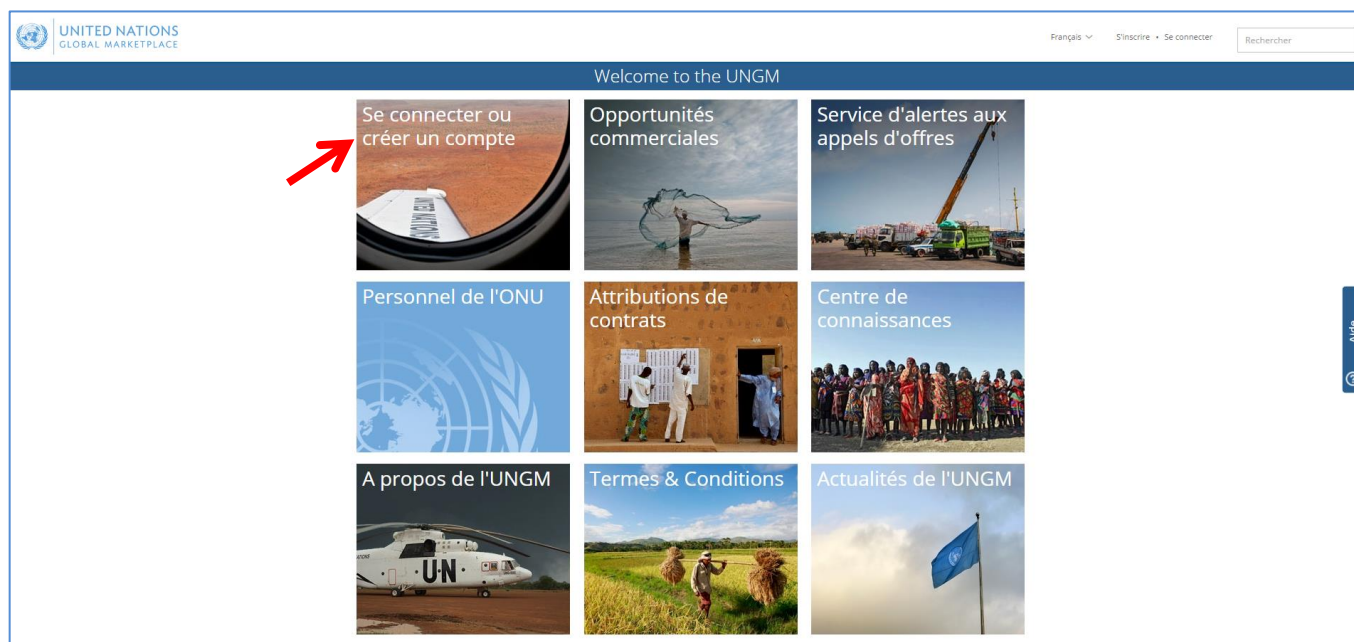 UNITED NATIONS
GLOBAL MARKETPLACE
Français
S'inscrire • Se connecter
Rechercher
Welcome to the UNGM
Se connecter ou
créer un compte
Opportunités
commerciales
Service d'alertes aux
appels d'offres
UNITED NATIONS
Personnel de l'ONU
Attributions de
contrats
Centre de
connaissances
Aide
A propos de l'UNGM
Termes & Conditions
Actualités de l'UNGM
UN